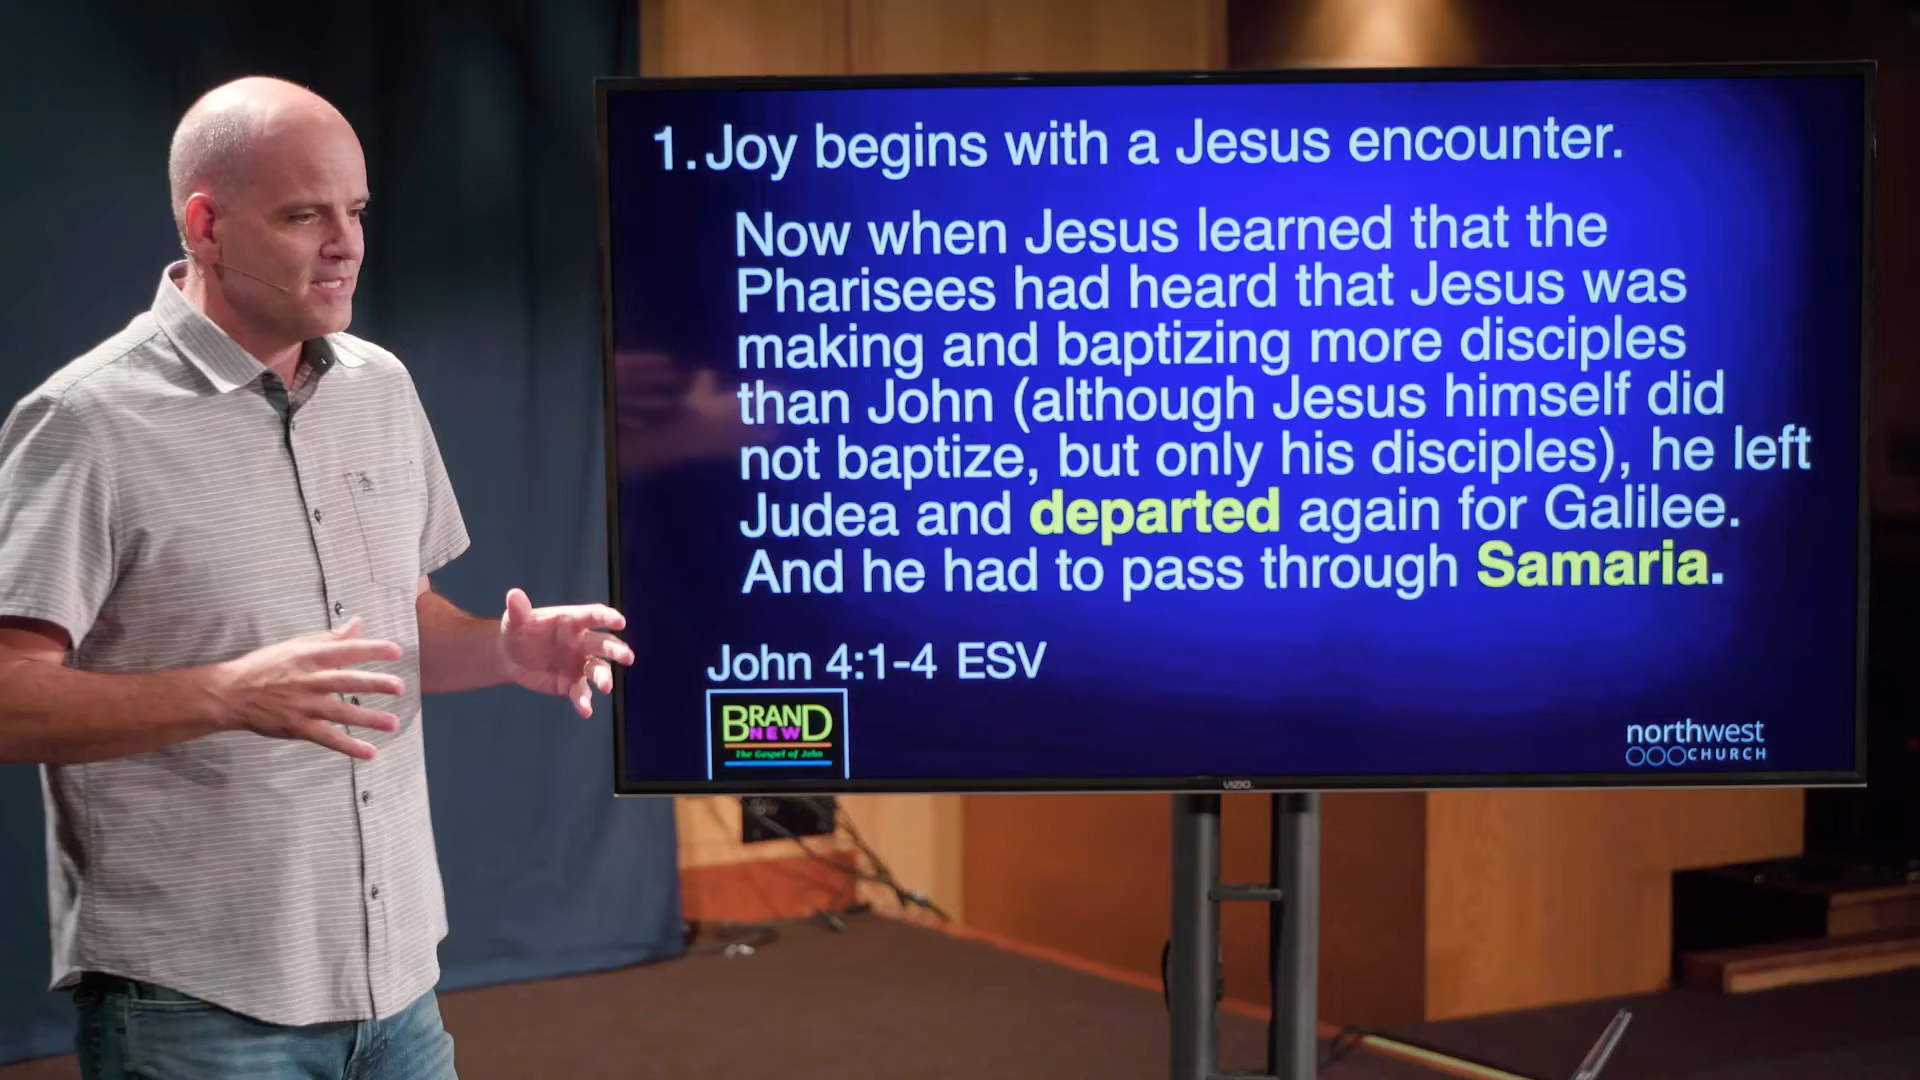 1. Joy begins with a Jesus encounter.
Now when Jesus learned that the
Pharisees had heard that Jesus was
making and baptizing more disciples
than John (although Jesus himself did
not baptize, but only his disciples), he left
Judea and departed again for Galilee.
And he had to pass through Samaria.
John 4:1-4 ESV
BRAND
NEW
The Gospel of John
northwest
CHURCH
VIZIO